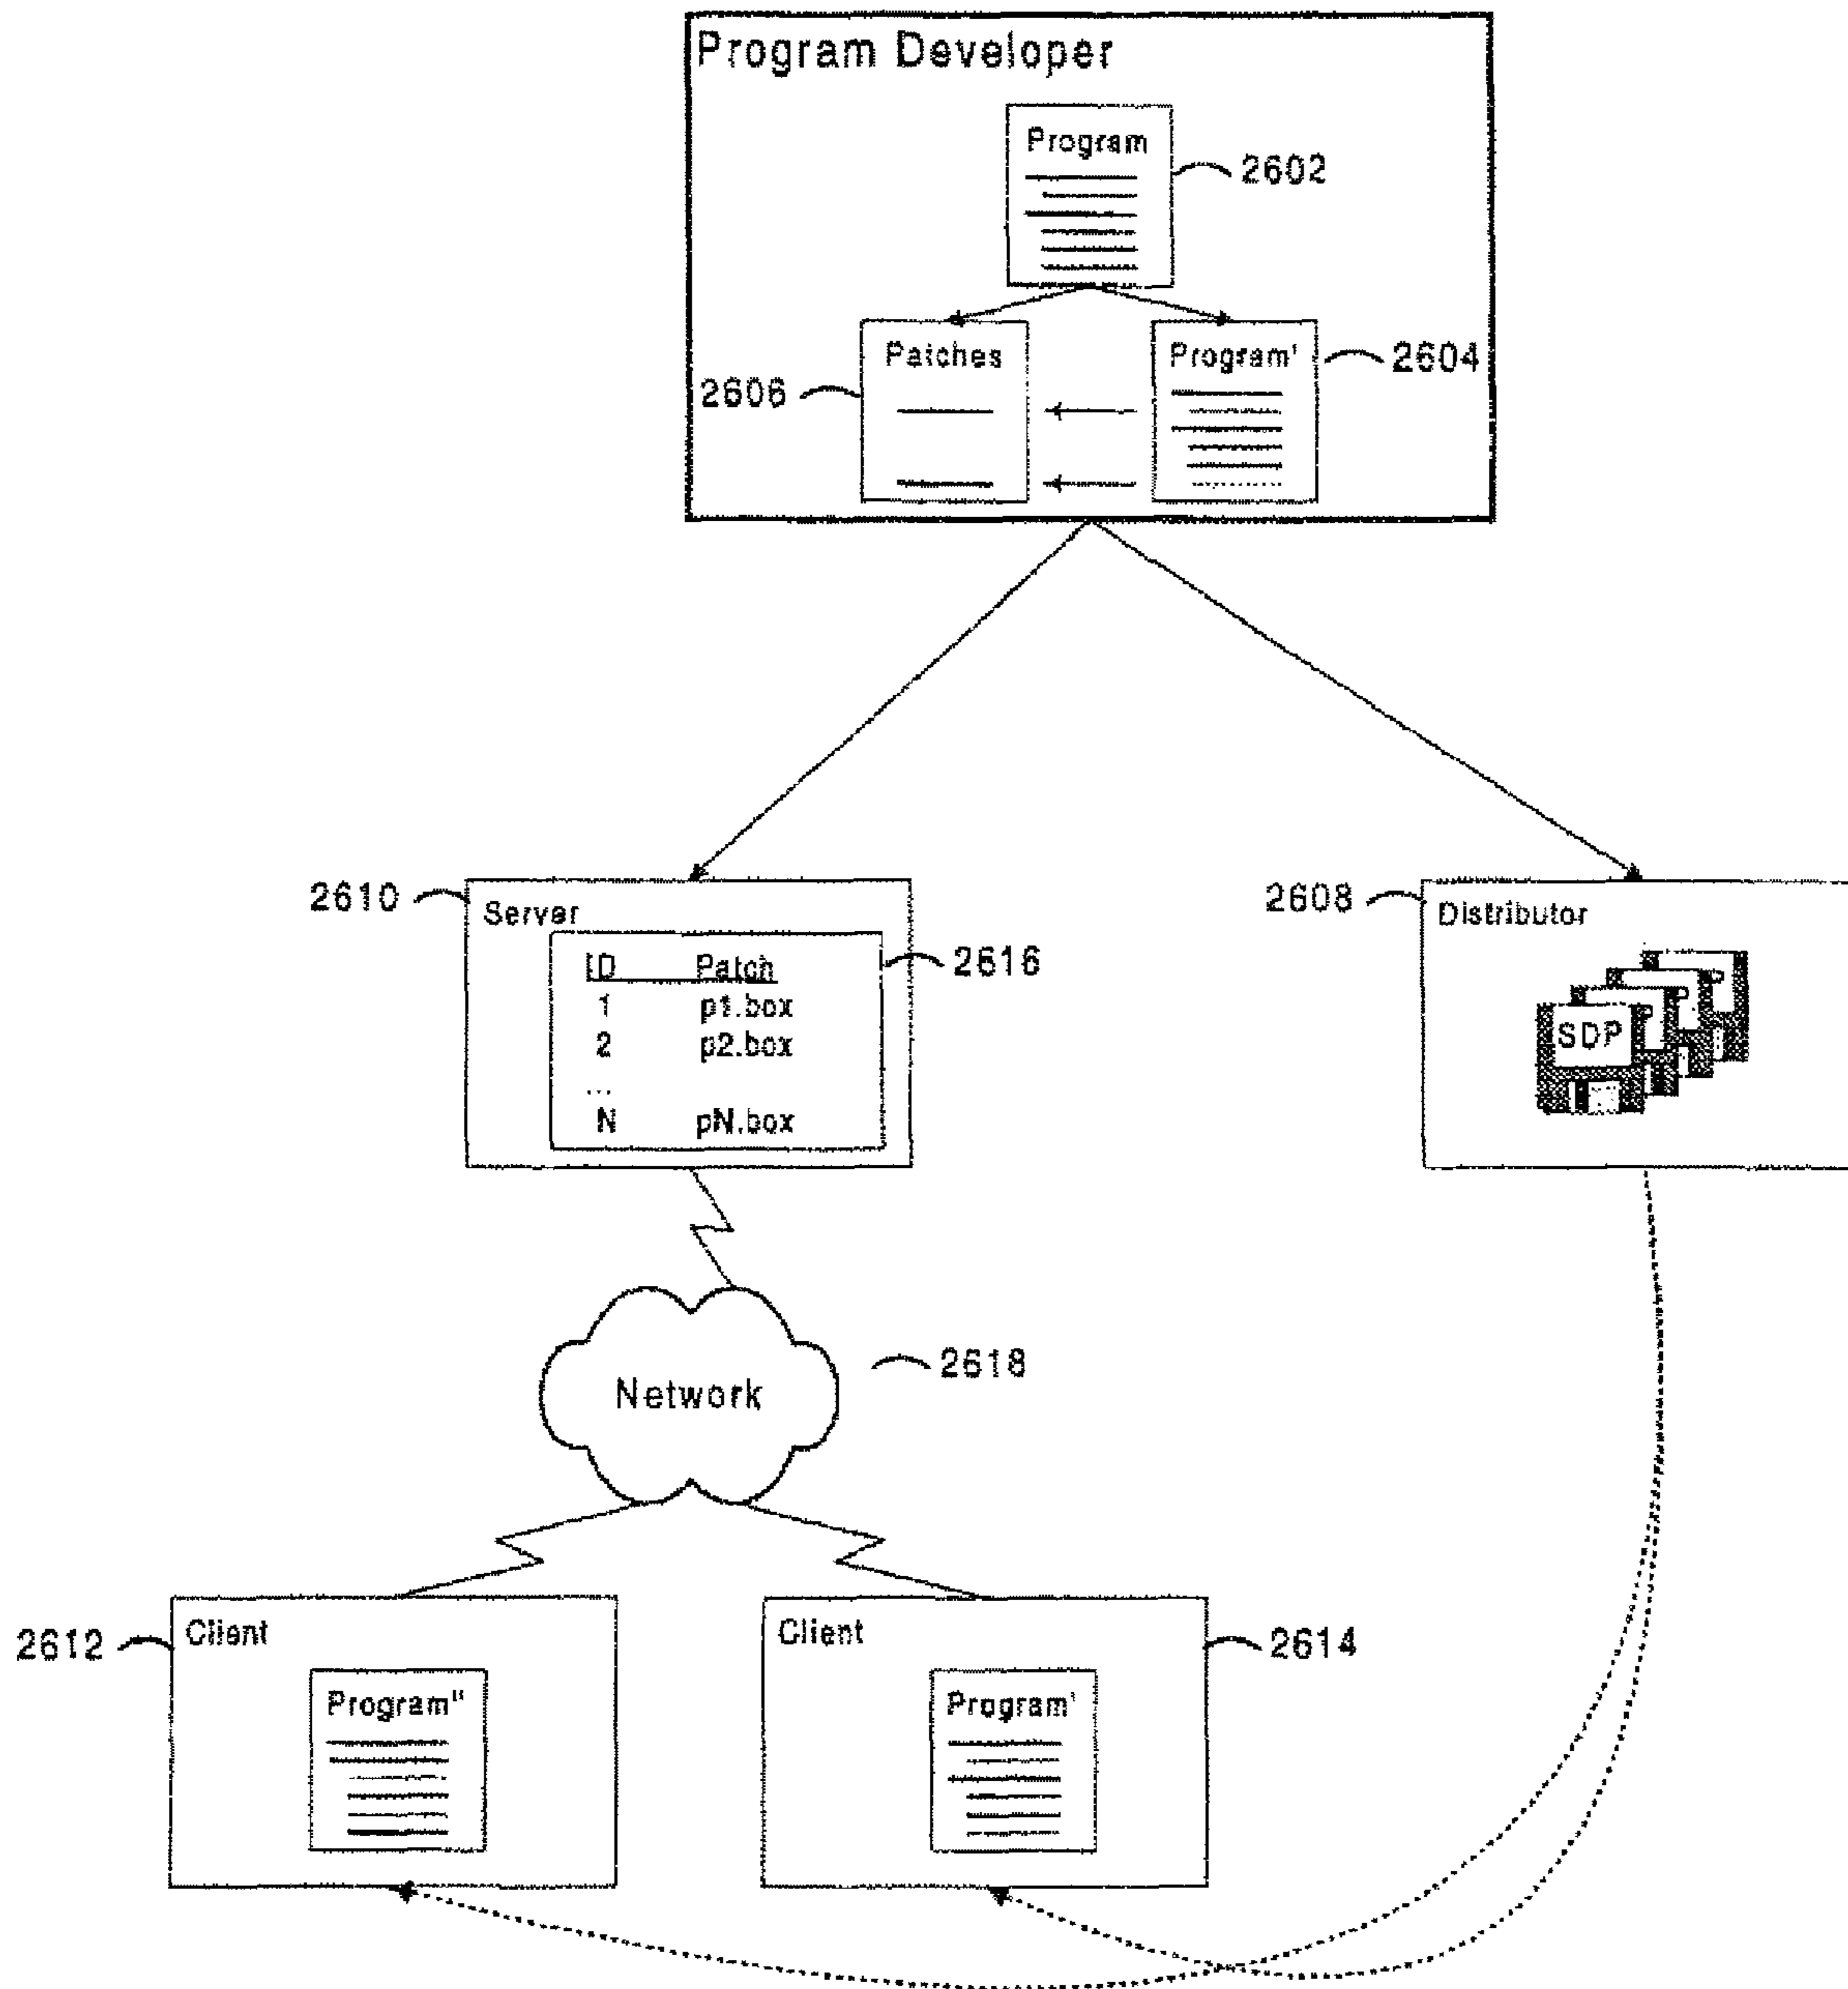 Program Developer
Program
2602
Patches
Program'
2604
2606
2610
Server
ID Patch
1 p1.box
2 p2.box
...
N pN.box
2616
2608
Distributor
SDP
Network
2618
2612
Client
Program"
Client
2614
Program'